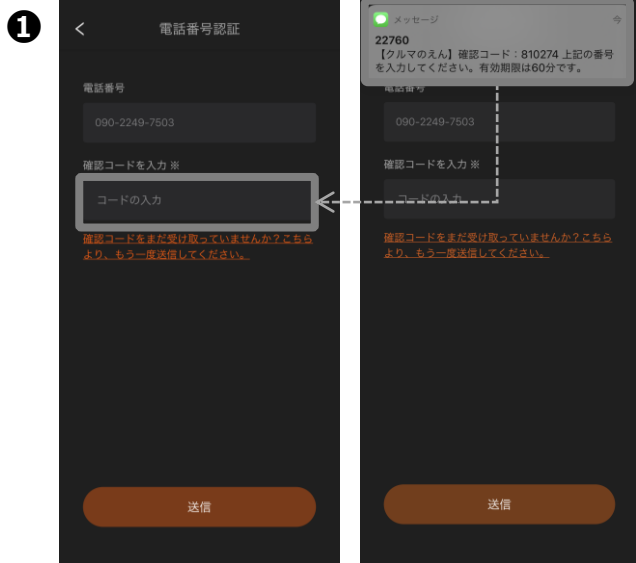 ❶
電話番号認証
電話番号
090-2249-7503
確認コードを入力 ※
コードの入力
確認コードをまだ受け取っていませんか？こちら
より、もう一度送信してください。
送信
メッセージ
今
22760
【クルマのえん】確認コード：810274 上記の番号
を入力してください。有効期限は60分です。
電話番号
090-2249-7503
確認コードを入力 ※
コードの入力
確認コードをまだ受け取っていませんか？こちら
より、もう一度送信してください。
送信